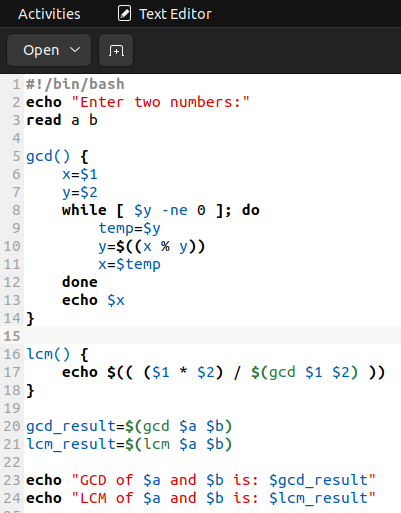 Activities Text Editor
Open
1 #!/bin/bash
2 echo "Enter two numbers:"
3 read a b
4
5 gcd() {
6     x=$1
7     y=$2
8     while [ $y -ne 0 ]; do
9         temp=$y
10         y=$((x % y))
11         x=$temp
12     done
13     echo $x
14 }
15
16 lcm() {
17     echo $(( ($1 * $2) / $(gcd $1 $2) ))
18 }
19
20 gcd_result=$(gcd $a $b)
21 lcm_result=$(lcm $a $b)
22
23 echo "GCD of $a and $b is: $gcd_result"
24 echo "LCM of $a and $b is: $lcm_result"